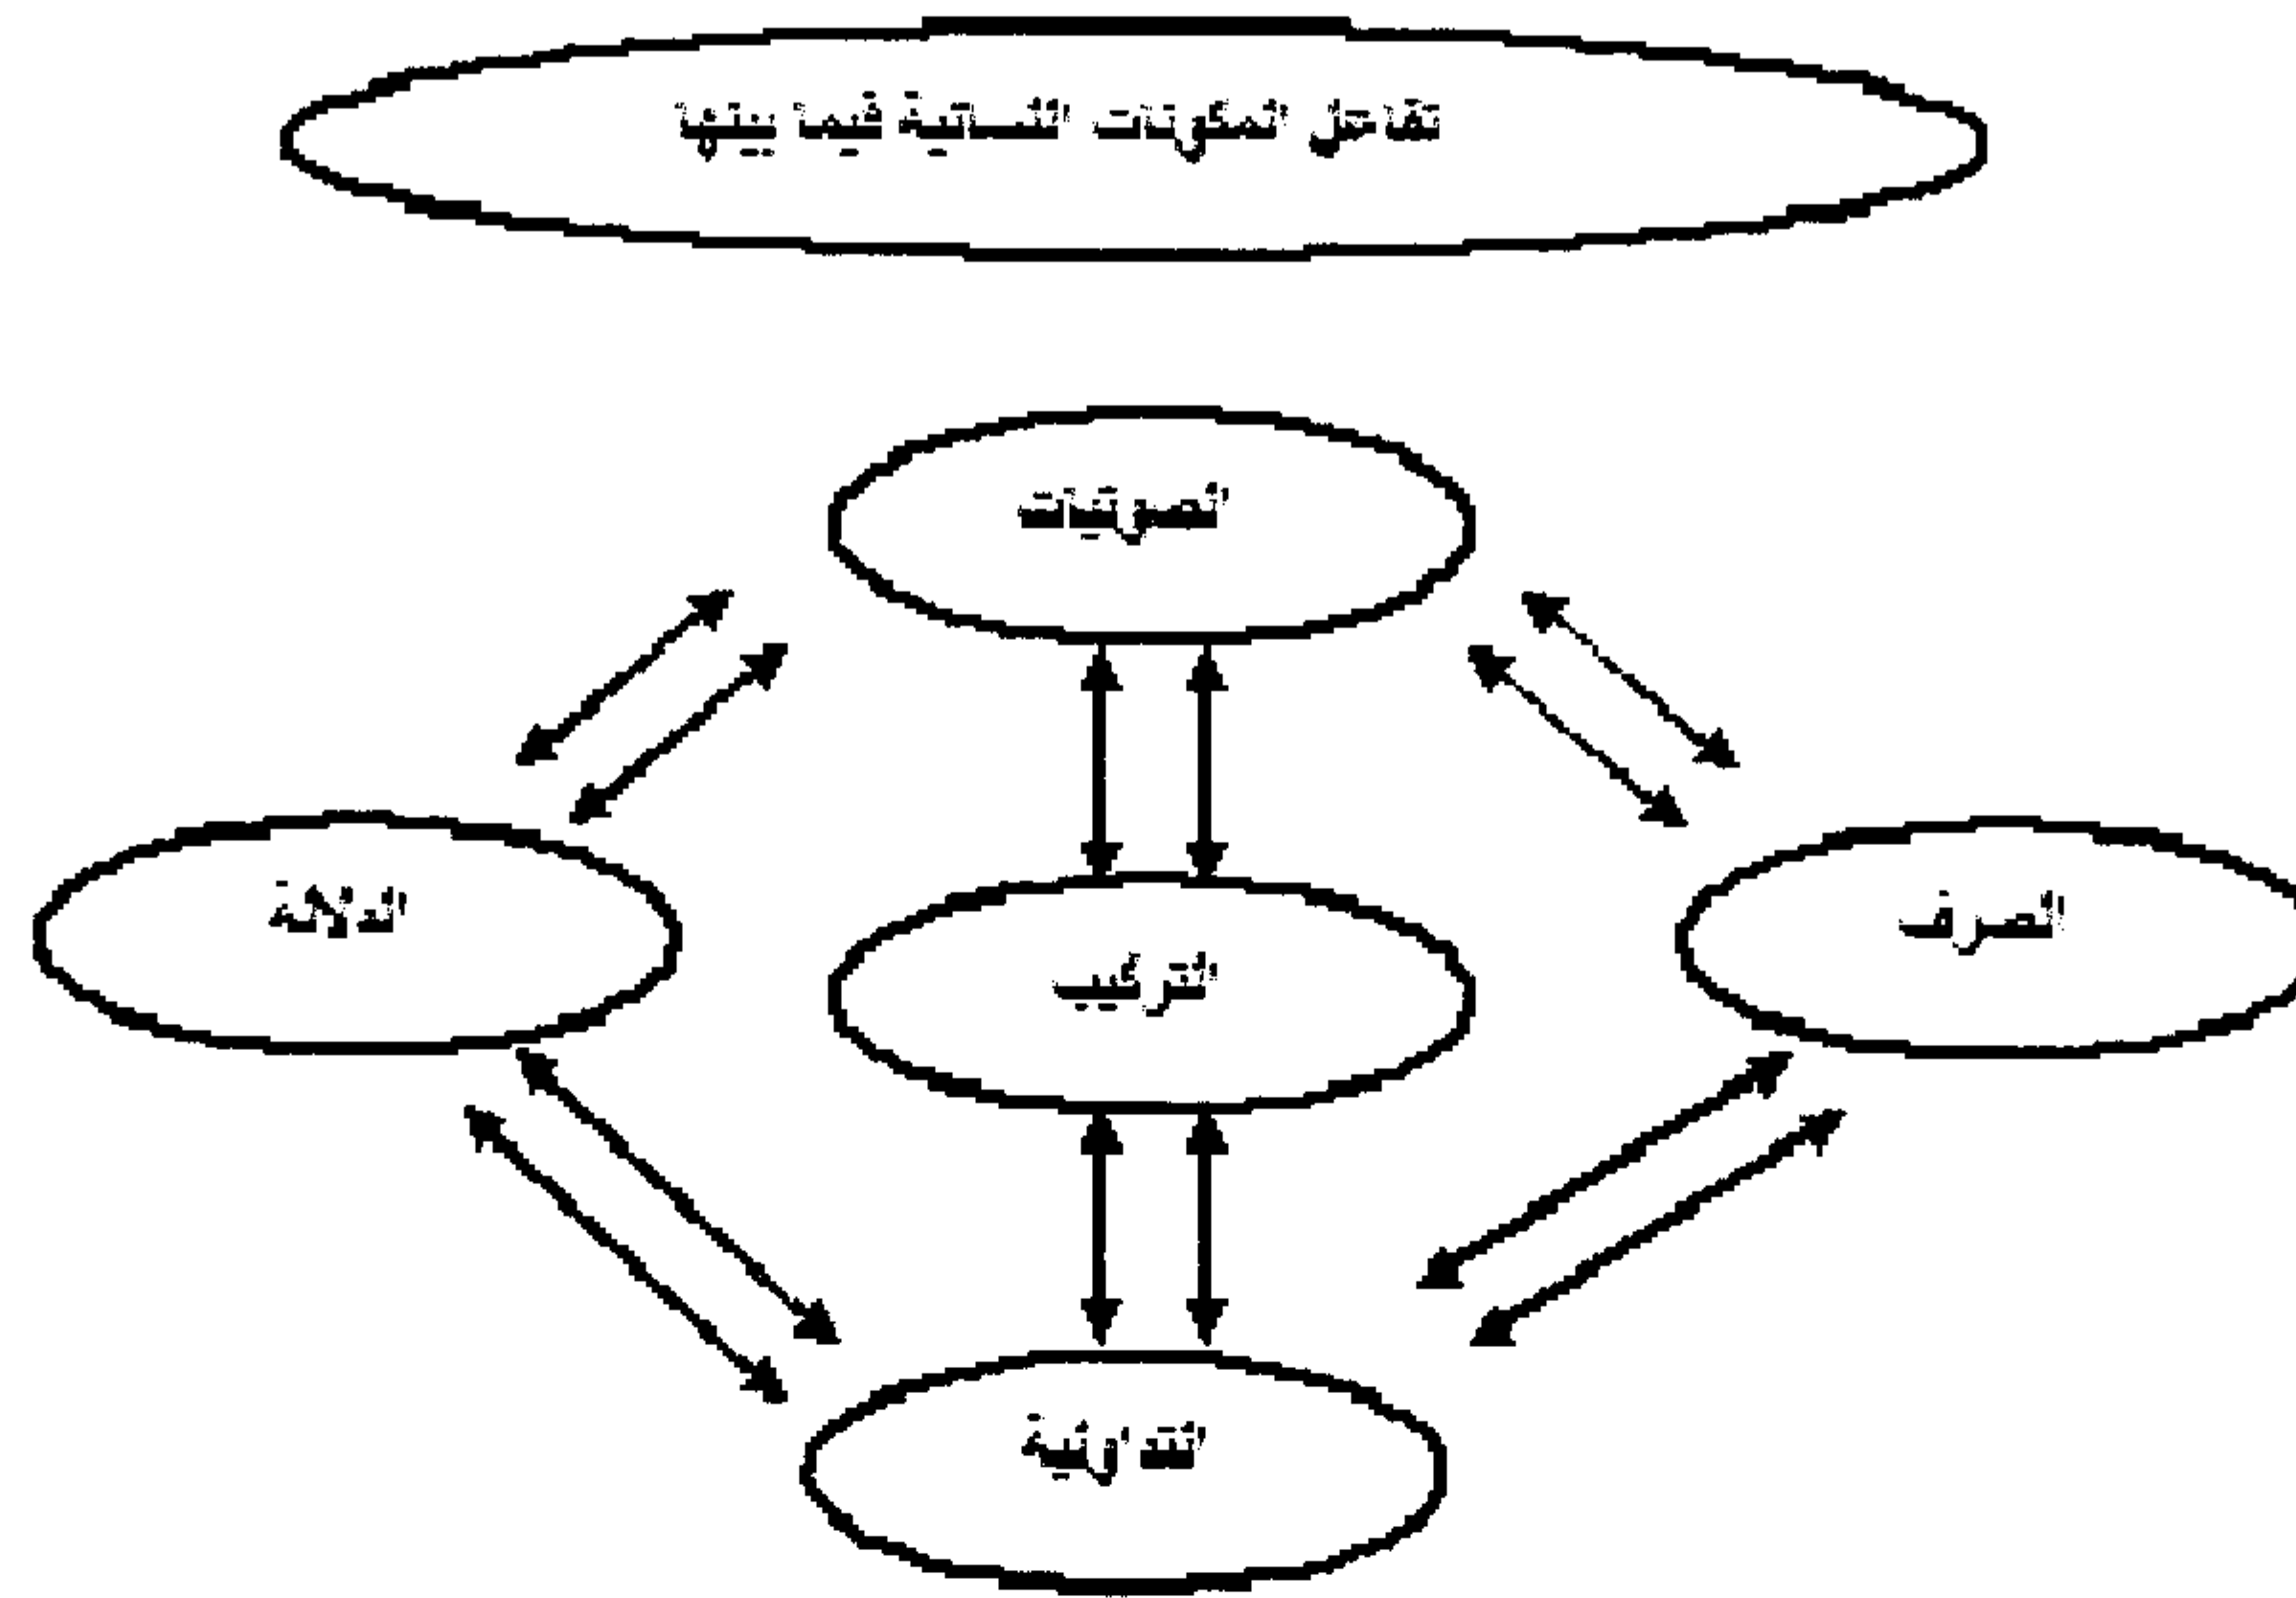 تفاعل المكونات اللسانية فيما بينها
الصوتيات
الصرف
الدلالة
التركيب
التداولية